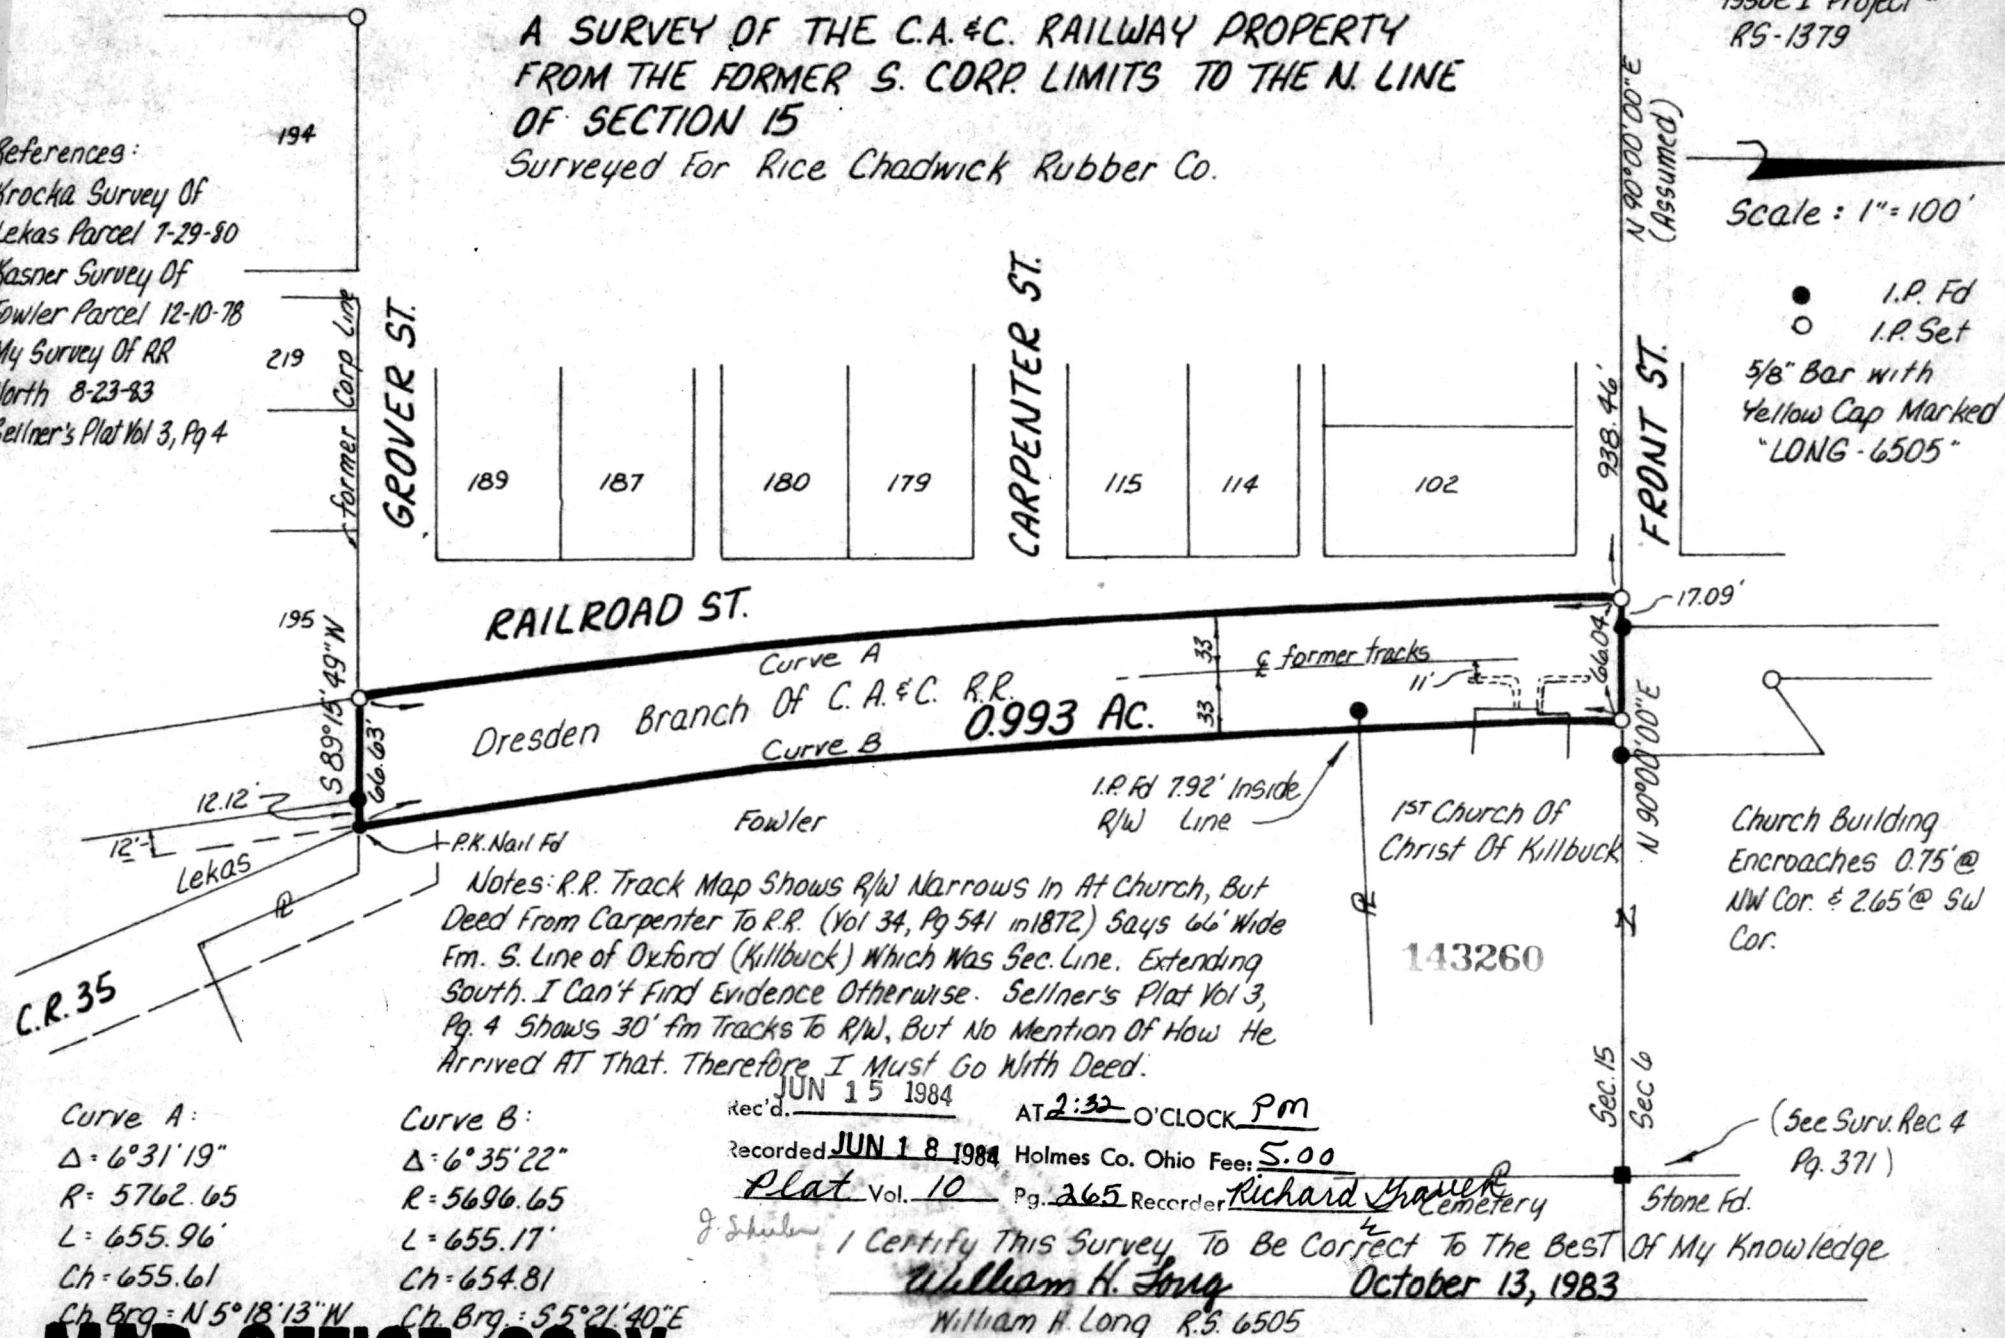 A SURVEY OF THE C.A.&C. RAILWAY PROPERTY
FROM THE FORMER S. CORP. LIMITS TO THE N. LINE
OF SECTION 15
Surveyed For Rice Chadwick Rubber Co.
Issue I Project
RS-1379
References:
Krocka Survey Of
Lekas Parcel 7-29-80
Kasner Survey Of
Fowler Parcel 12-10-78
My Survey Of RR
North 8-23-83
Sellner's Plat Vol 3, Pg 4
194
219
195
former Corp Line
GROVER ST.
CARPENTER ST.
FRONT ST.
N 90°00'00"E
(Assumed)
938.46'
Scale: 1"=100'
I.P. Fd
I.P. Set
5/8" Bar with
Yellow Cap Marked
"LONG-6505"
189
187
180
179
115
114
102
RAILROAD ST.
17.09'
S 89°15'49"W
66.63'
Curve A
Dresden Branch Of C.A.&C. R.R.
0.993 AC.
Curve B
33
33
℄ former tracks
11'
66.04
N 90°00'00"E
12.12'
12'
Lekas
P.K. Nail Fd
Fowler
I.P. Fd 7.92' Inside
R/W Line
1ST Church Of
Christ Of Killbuck
Church Building
Encroaches 0.75'@
NW Cor. & 2.65'@ SW
Cor.
PL
PL
C.R. 35
Notes: R.R. Track Map Shows R/W Narrows In At Church, But
Deed From Carpenter To R.R. (Vol 34, Pg 541 in 1872) Says 66' Wide
Fm. S. Line of Oxford (Killbuck) Which Was Sec. Line. Extending
South. I Can't Find Evidence Otherwise. Sellner's Plat Vol 3,
Pg. 4 Shows 30' fm Tracks To R/W, But No Mention Of How He
Arrived AT That. Therefore I Must Go With Deed.
143260
Sec. 15
Sec 6
(See Surv. Rec 4
Pg. 371)
Stone Fd.
Cemetery
Curve A:
Δ=6°31'19"
R= 5762.65
L= 655.96'
Ch=655.61
Ch Brg= N 5°18'13"W
Curve B:
Δ=6°35'22"
R=5696.65
L=655.17'
Ch=654.81
Ch Brg.: S 5°21'40"E
Rec'd. JUN 15 1984 AT 2:32 O'CLOCK PM
Recorded JUN 18 1984 Holmes Co. Ohio Fee: 5.00
Plat Vol. 10 Pg. 265 Recorder Richard Graven
I Certify This Survey To Be Correct To The Best Of My Knowledge
William H. Long October 13, 1983
William H. Long R.S. 6505
MAP OFFICE COPY